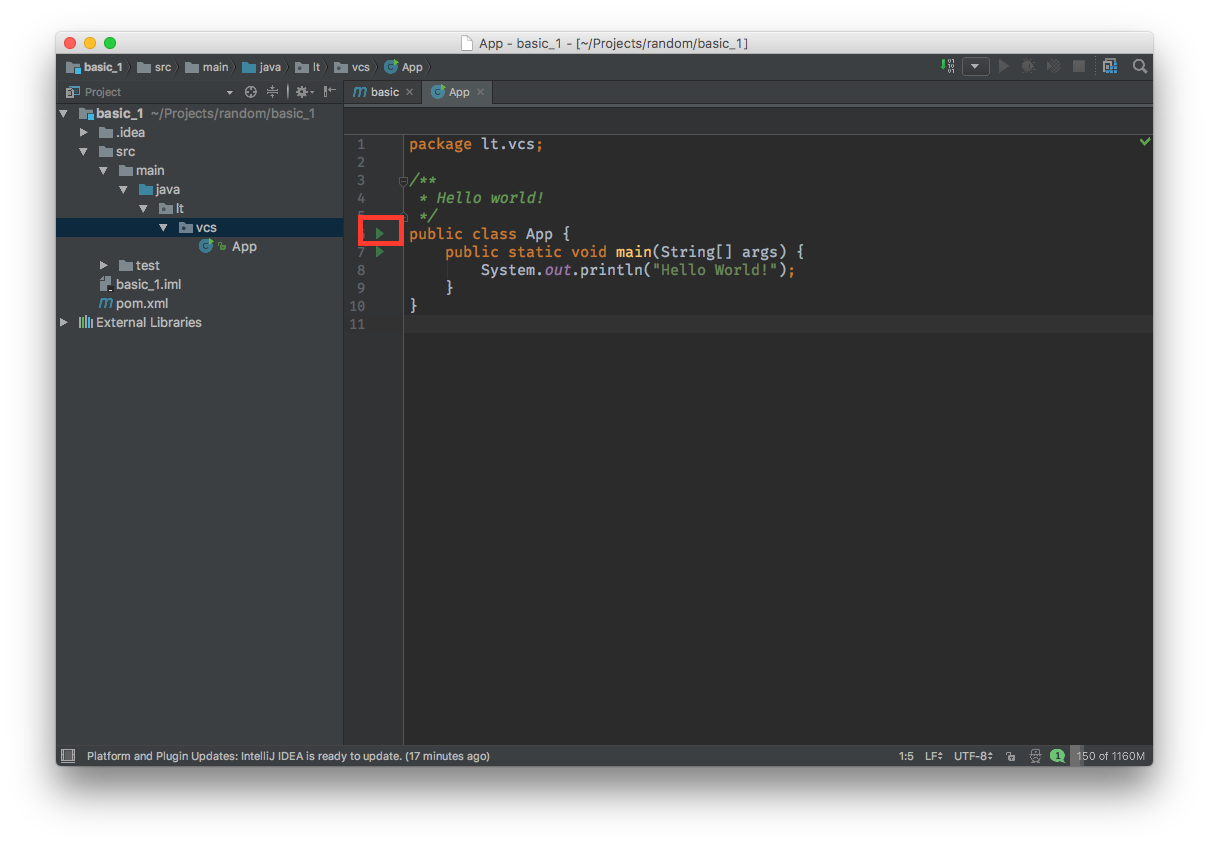 App - basic_1 - [~/Projects/random/basic_1]
basic_1 src main java lt vcs App
Project
basic_1 ~/Projects/random/basic_1
.idea
src
main
java
lt
vcs
App
test
basic_1.iml
pom.xml
External Libraries
basic App
1 package lt.vcs;
2
3 /**
4 * Hello world!
5 */
public class App {
7 public static void main(String[] args) {
8 System.out.println("Hello World!");
9 }
10 }
11
Platform and Plugin Updates: IntelliJ IDEA is ready to update. (17 minutes ago)
1:5 LF UTF-8 1 150 of 1160M